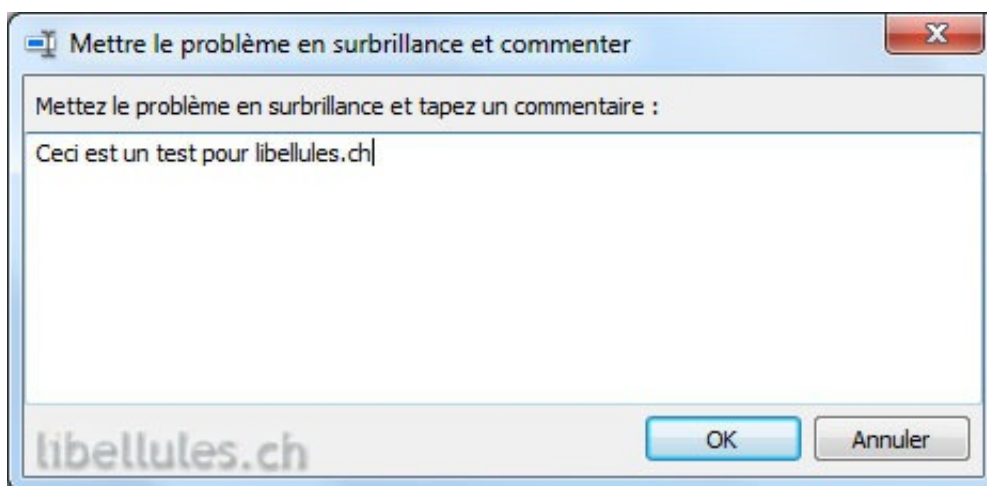 Mettre le problème en surbrillance et commenter
Mettez le problème en surbrillance et tapez un commentaire :
Ceci est un test pour libellules.ch
libellules.ch
OK
Annuler